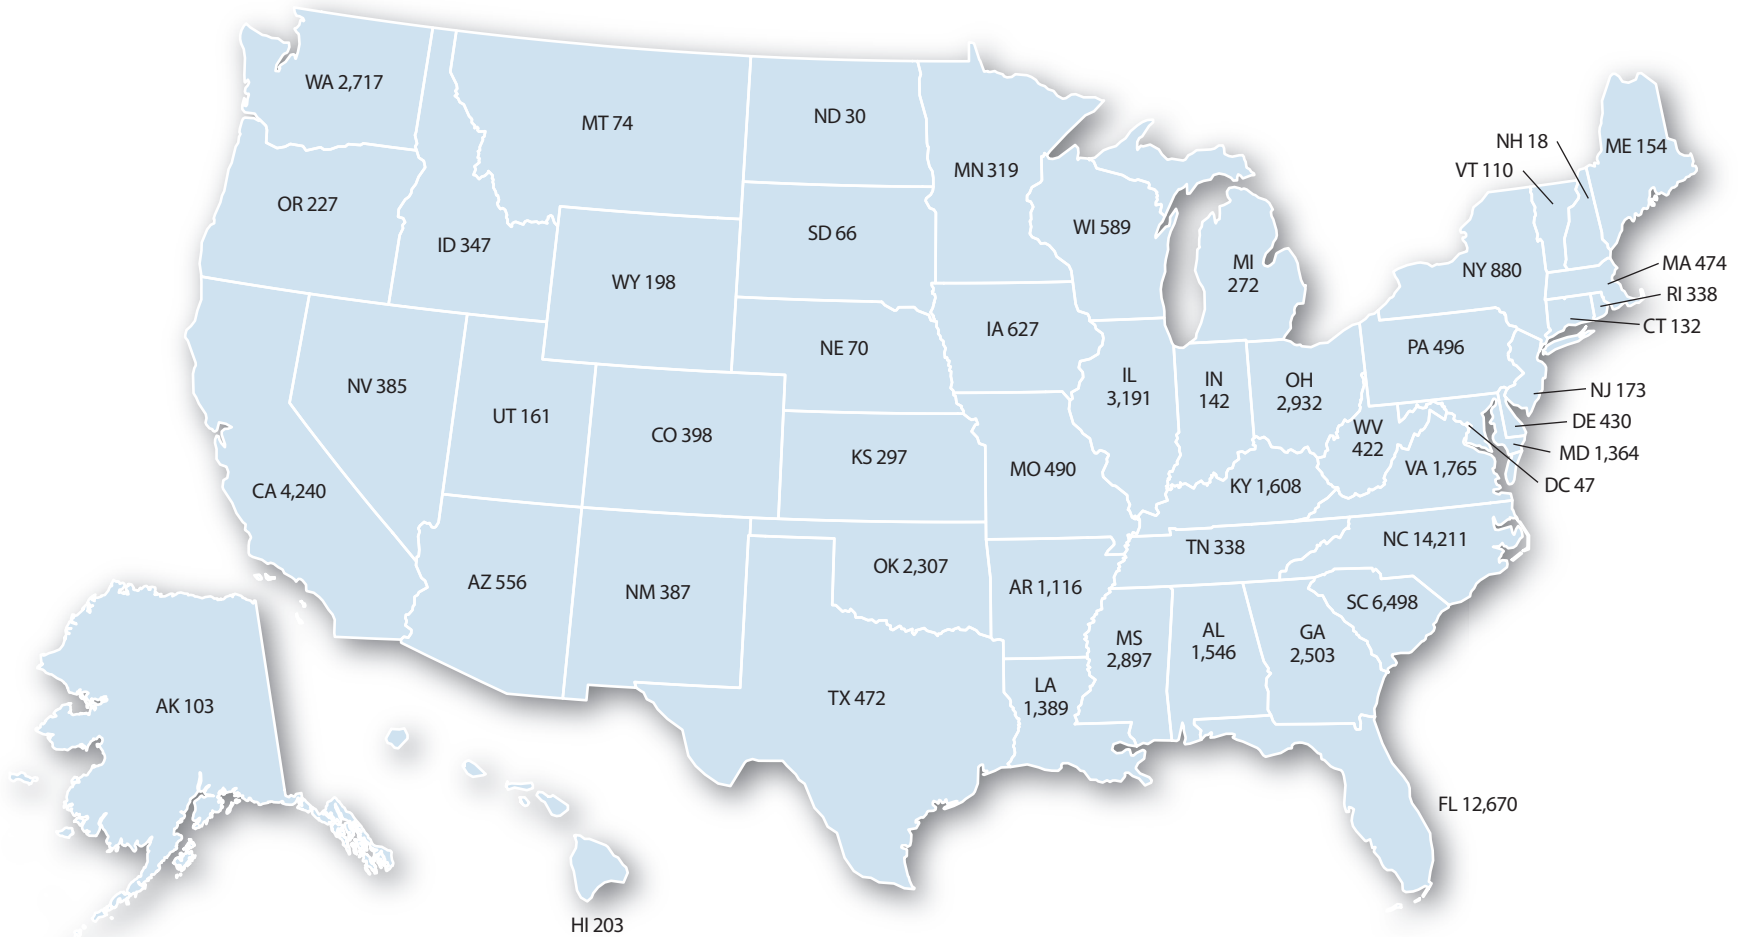 WA 2,717
MT 74
ND 30
MN 319
NH 18
VT 110
ME 154
OR 227
ID 347
WY 198
SD 66
WI 589
MI
272
NY 880
MA 474
RI 338
CT 132
IA 627
NE 70
PA 496
NV 385
UT 161
CO 398
KS 297
MO 490
IL
3,191
IN
142
OH
2,932
NJ 173
DE 430
MD 1,364
DC 47
WV
422
VA 1,765
KY 1,608
CA 4,240
AZ 556
NM 387
OK 2,307
AR 1,116
TN 338
NC 14,211
SC 6,498
MS
2,897
AL
1,546
GA
2,503
LA
1,389
TX 472
AK 103
FL 12,670
HI 203